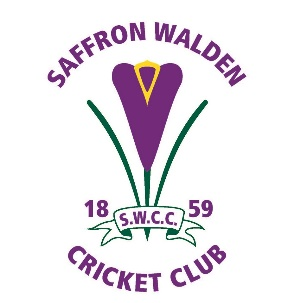 SAFFRON WALDEN
18 59
S.W.C.C.
CRICKET CLUB